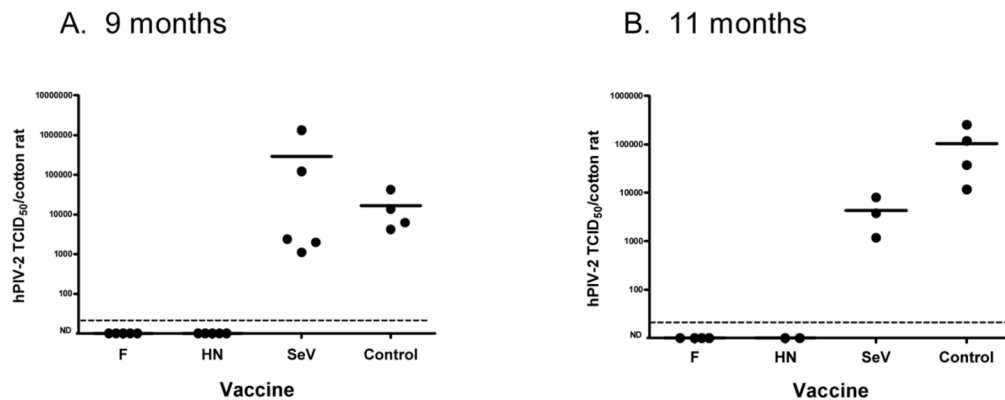 A. 9 months
hPIV-2 TCID50/cotton rat
10000000
1000000
100000
10000
1000
100
ND
F HN SeV Control
Vaccine
B. 11 months
hPIV-2 TCID50/cotton rat
1000000
100000
10000
1000
100
ND
F HN SeV Control
Vaccine